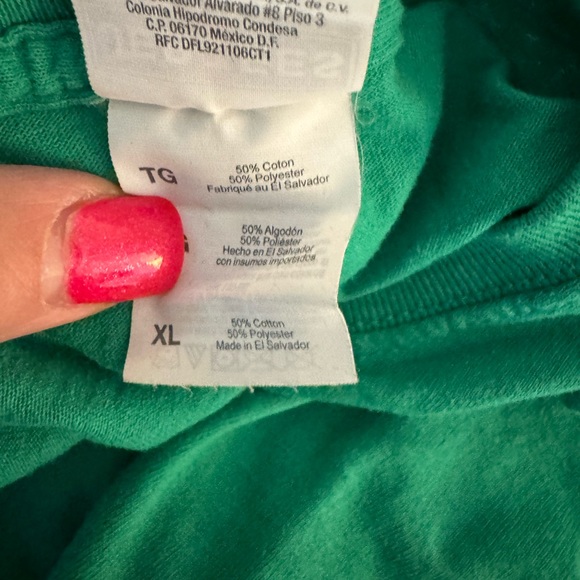 S.A. de C.V.
Salvador Alvarado #8 Piso 3
Colonia Hipodromo Condesa
C.P. 06170 México D.F.
RFC DFL921106CT1
TG
50% Coton
50% Polyester
Fabriqué au El Salvador
50% Algodón
50% Poliéster
Hecho en El Salvador
con insumos importados
XL
50% Cotton
50% Polyester
Made in El Salvador